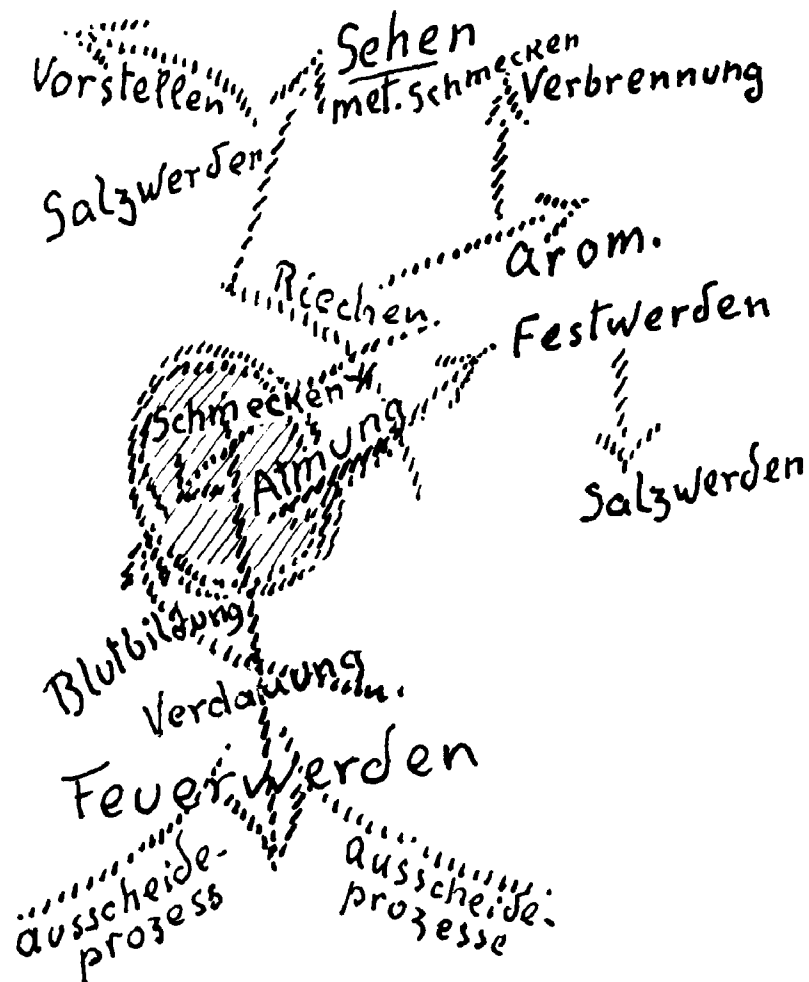 Sehen
met. Schmecken
Vorstellen
Verbrennung
Salzwerden
arom.
Riechen
Festwerden
Schmecken
Atmung
Salzwerden
Blutbildung
Verdauung
Feuerwerden
ausscheide-
prozess
ausscheide-
prozesse